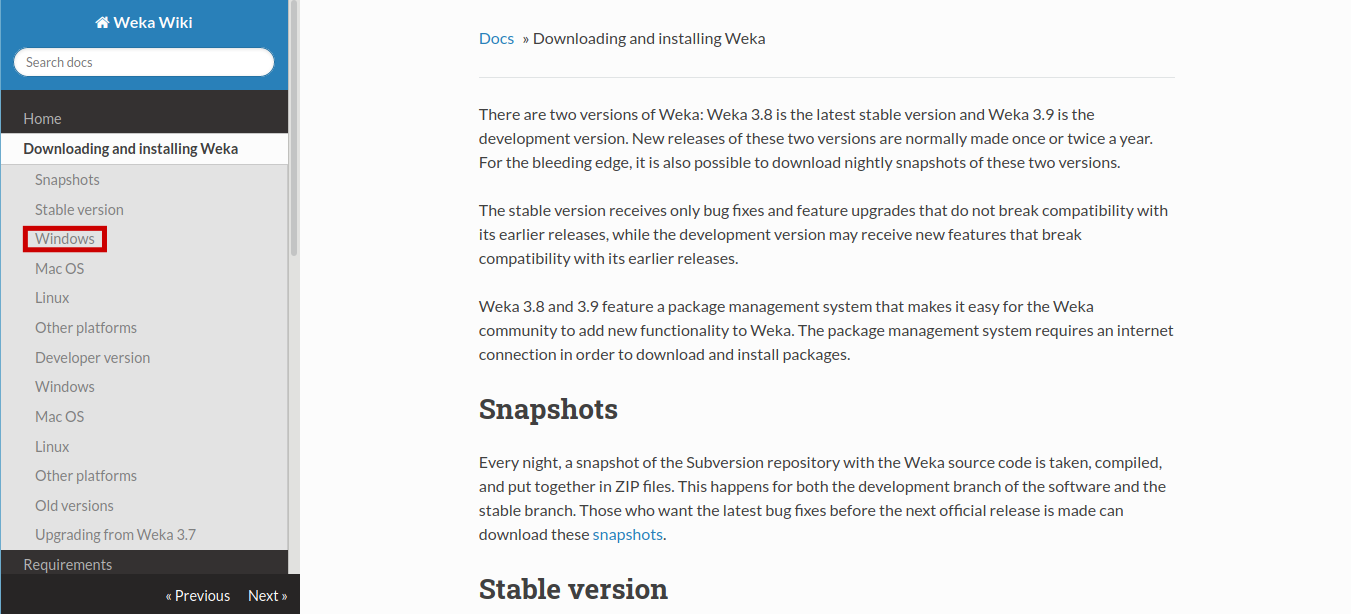 Weka Wiki
Search docs
Home
Downloading and installing Weka
Snapshots
Stable version
Windows
Mac OS
Linux
Other platforms
Developer version
Windows
Mac OS
Linux
Other platforms
Old versions
Upgrading from Weka 3.7
Requirements
« Previous Next »
Docs » Downloading and installing Weka
There are two versions of Weka: Weka 3.8 is the latest stable version and Weka 3.9 is the
development version. New releases of these two versions are normally made once or twice a year.
For the bleeding edge, it is also possible to download nightly snapshots of these two versions.
The stable version receives only bug fixes and feature upgrades that do not break compatibility with
its earlier releases, while the development version may receive new features that break
compatibility with its earlier releases.
Weka 3.8 and 3.9 feature a package management system that makes it easy for the Weka
community to add new functionality to Weka. The package management system requires an internet
connection in order to download and install packages.
Snapshots
Every night, a snapshot of the Subversion repository with the Weka source code is taken, compiled,
and put together in ZIP files. This happens for both the development branch of the software and the
stable branch. Those who want the latest bug fixes before the next official release is made can
download these snapshots.
Stable version